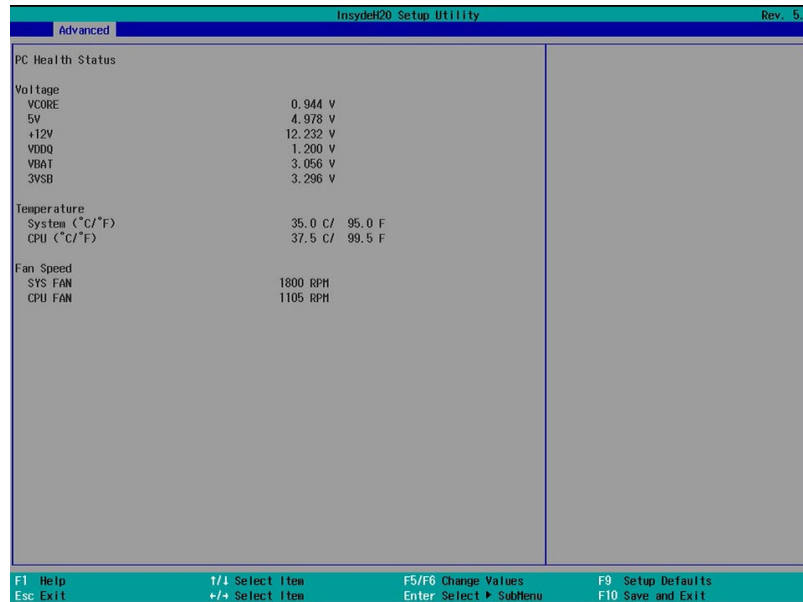 InsydeH20 Setup Utility Rev. 5.
Advanced
PC Health Status
Voltage
VCORE 0.944 V
5V 4.978 V
+12V 12.232 V
VDDQ 1.200 V
VBAT 3.056 V
3VSB 3.296 V
Temperature
System (°C/°F) 35.0 C/ 95.0 F
CPU (°C/°F) 37.5 C/ 99.5 F
Fan Speed
SYS FAN 1800 RPM
CPU FAN 1105 RPM
F1 Help ↑/↓ Select Item F5/F6 Change Values F9 Setup Defaults
Esc Exit ←/→ Select Item Enter Select ▶ SubMenu F10 Save and Exit